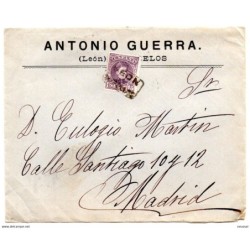 ANTONIO GUERRA.
(León) ELOS
Sr
D. Eulogio Martin
Calle Santiago 10 y 12
Madrid